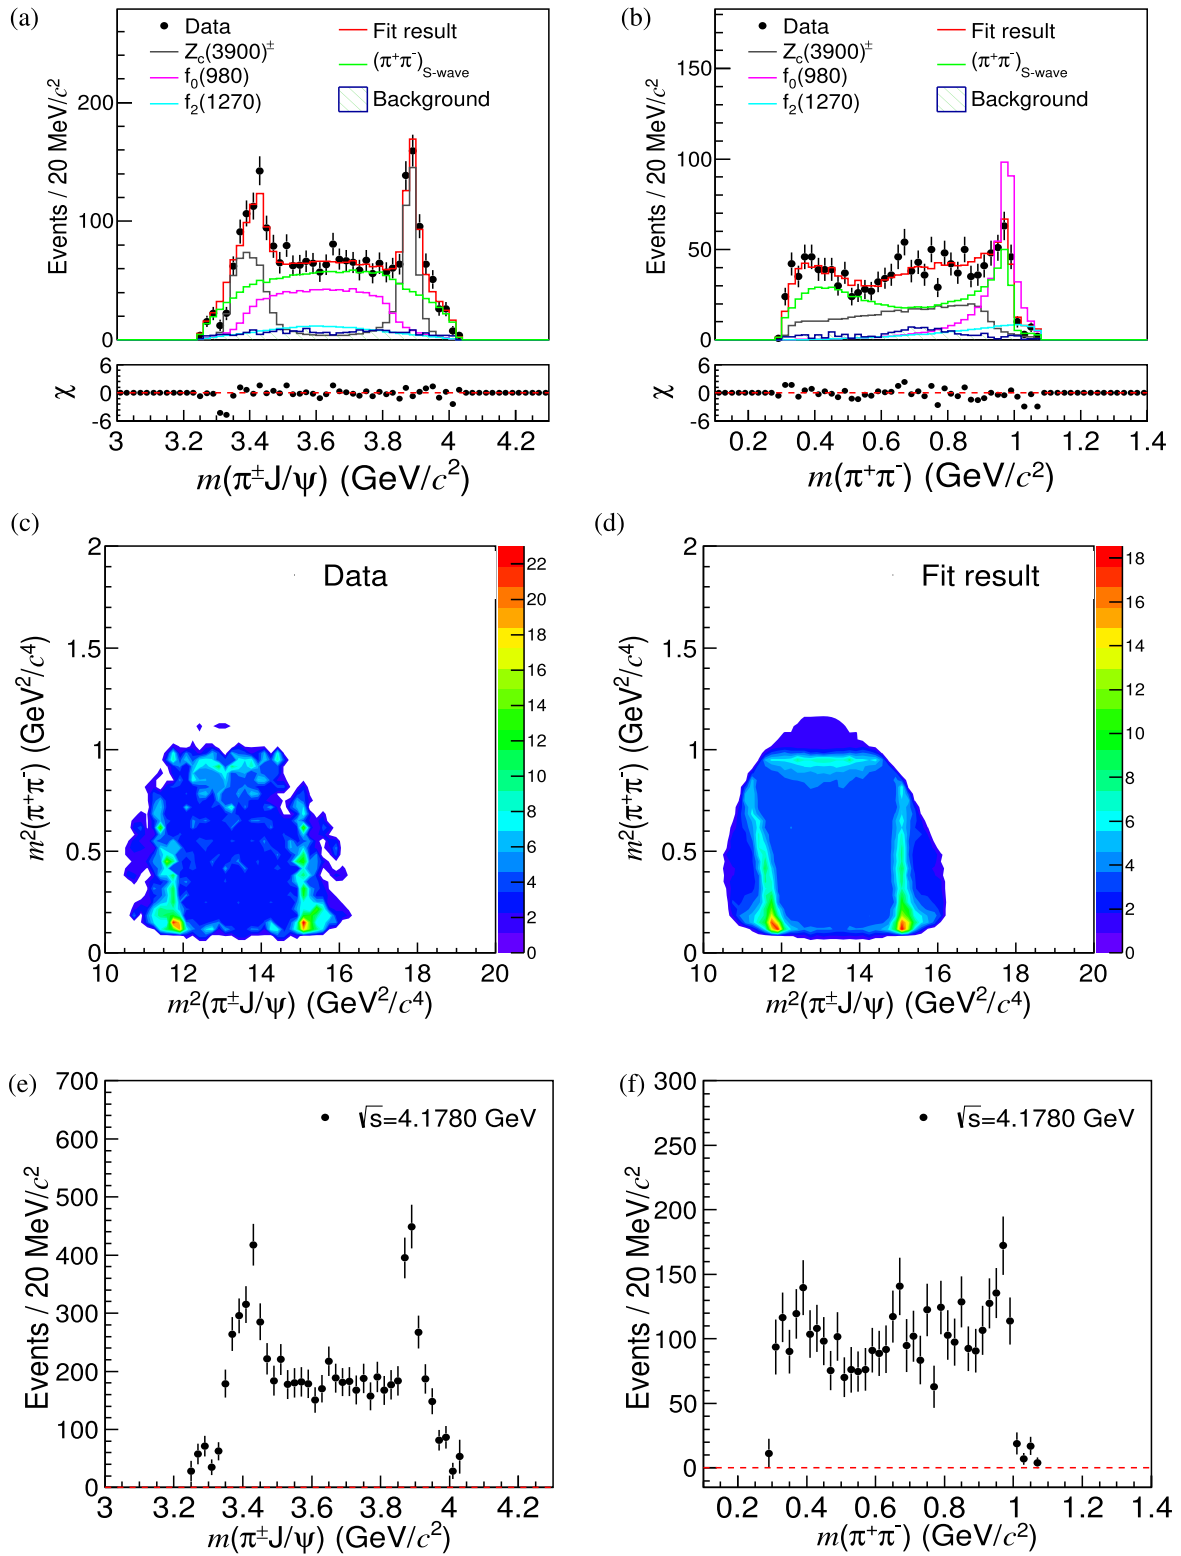 (a)
Data
Z_c(3900)^±
f_0(980)
f_2(1270)
Fit result
(π⁺π⁻)_S-wave
Background
Events / 20 MeV/c²
200
100
0
χ
6
0
-6
3 3.2 3.4 3.6 3.8 4 4.2
m(π^±J/ψ) (GeV/c²)
(b)
Data
Z_c(3900)^±
f_0(980)
f_2(1270)
Fit result
(π⁺π⁻)_S-wave
Background
Events / 20 MeV/c²
150
100
50
0
χ
6
0
-6
0.2 0.4 0.6 0.8 1 1.2 1.4
m(π⁺π⁻) (GeV/c²)
(c)
Data
m²(π⁺π⁻) (GeV²/c⁴)
2
1.5
1
0.5
0
10 12 14 16 18 20
m²(π^±J/ψ) (GeV²/c⁴)
22
20
18
16
14
12
10
8
6
4
2
0
(d)
Fit result
m²(π⁺π⁻) (GeV²/c⁴)
2
1.5
1
0.5
0
10 12 14 16 18 20
m²(π^±J/ψ) (GeV²/c⁴)
18
16
14
12
10
8
6
4
2
0
(e)
√s=4.1780 GeV
Events / 20 MeV/c²
700
600
500
400
300
200
100
0
3 3.2 3.4 3.6 3.8 4 4.2
m(π^±J/ψ) (GeV/c²)
(f)
√s=4.1780 GeV
Events / 20 MeV/c²
300
250
200
150
100
50
0
0.2 0.4 0.6 0.8 1 1.2 1.4
m(π⁺π⁻) (GeV/c²)